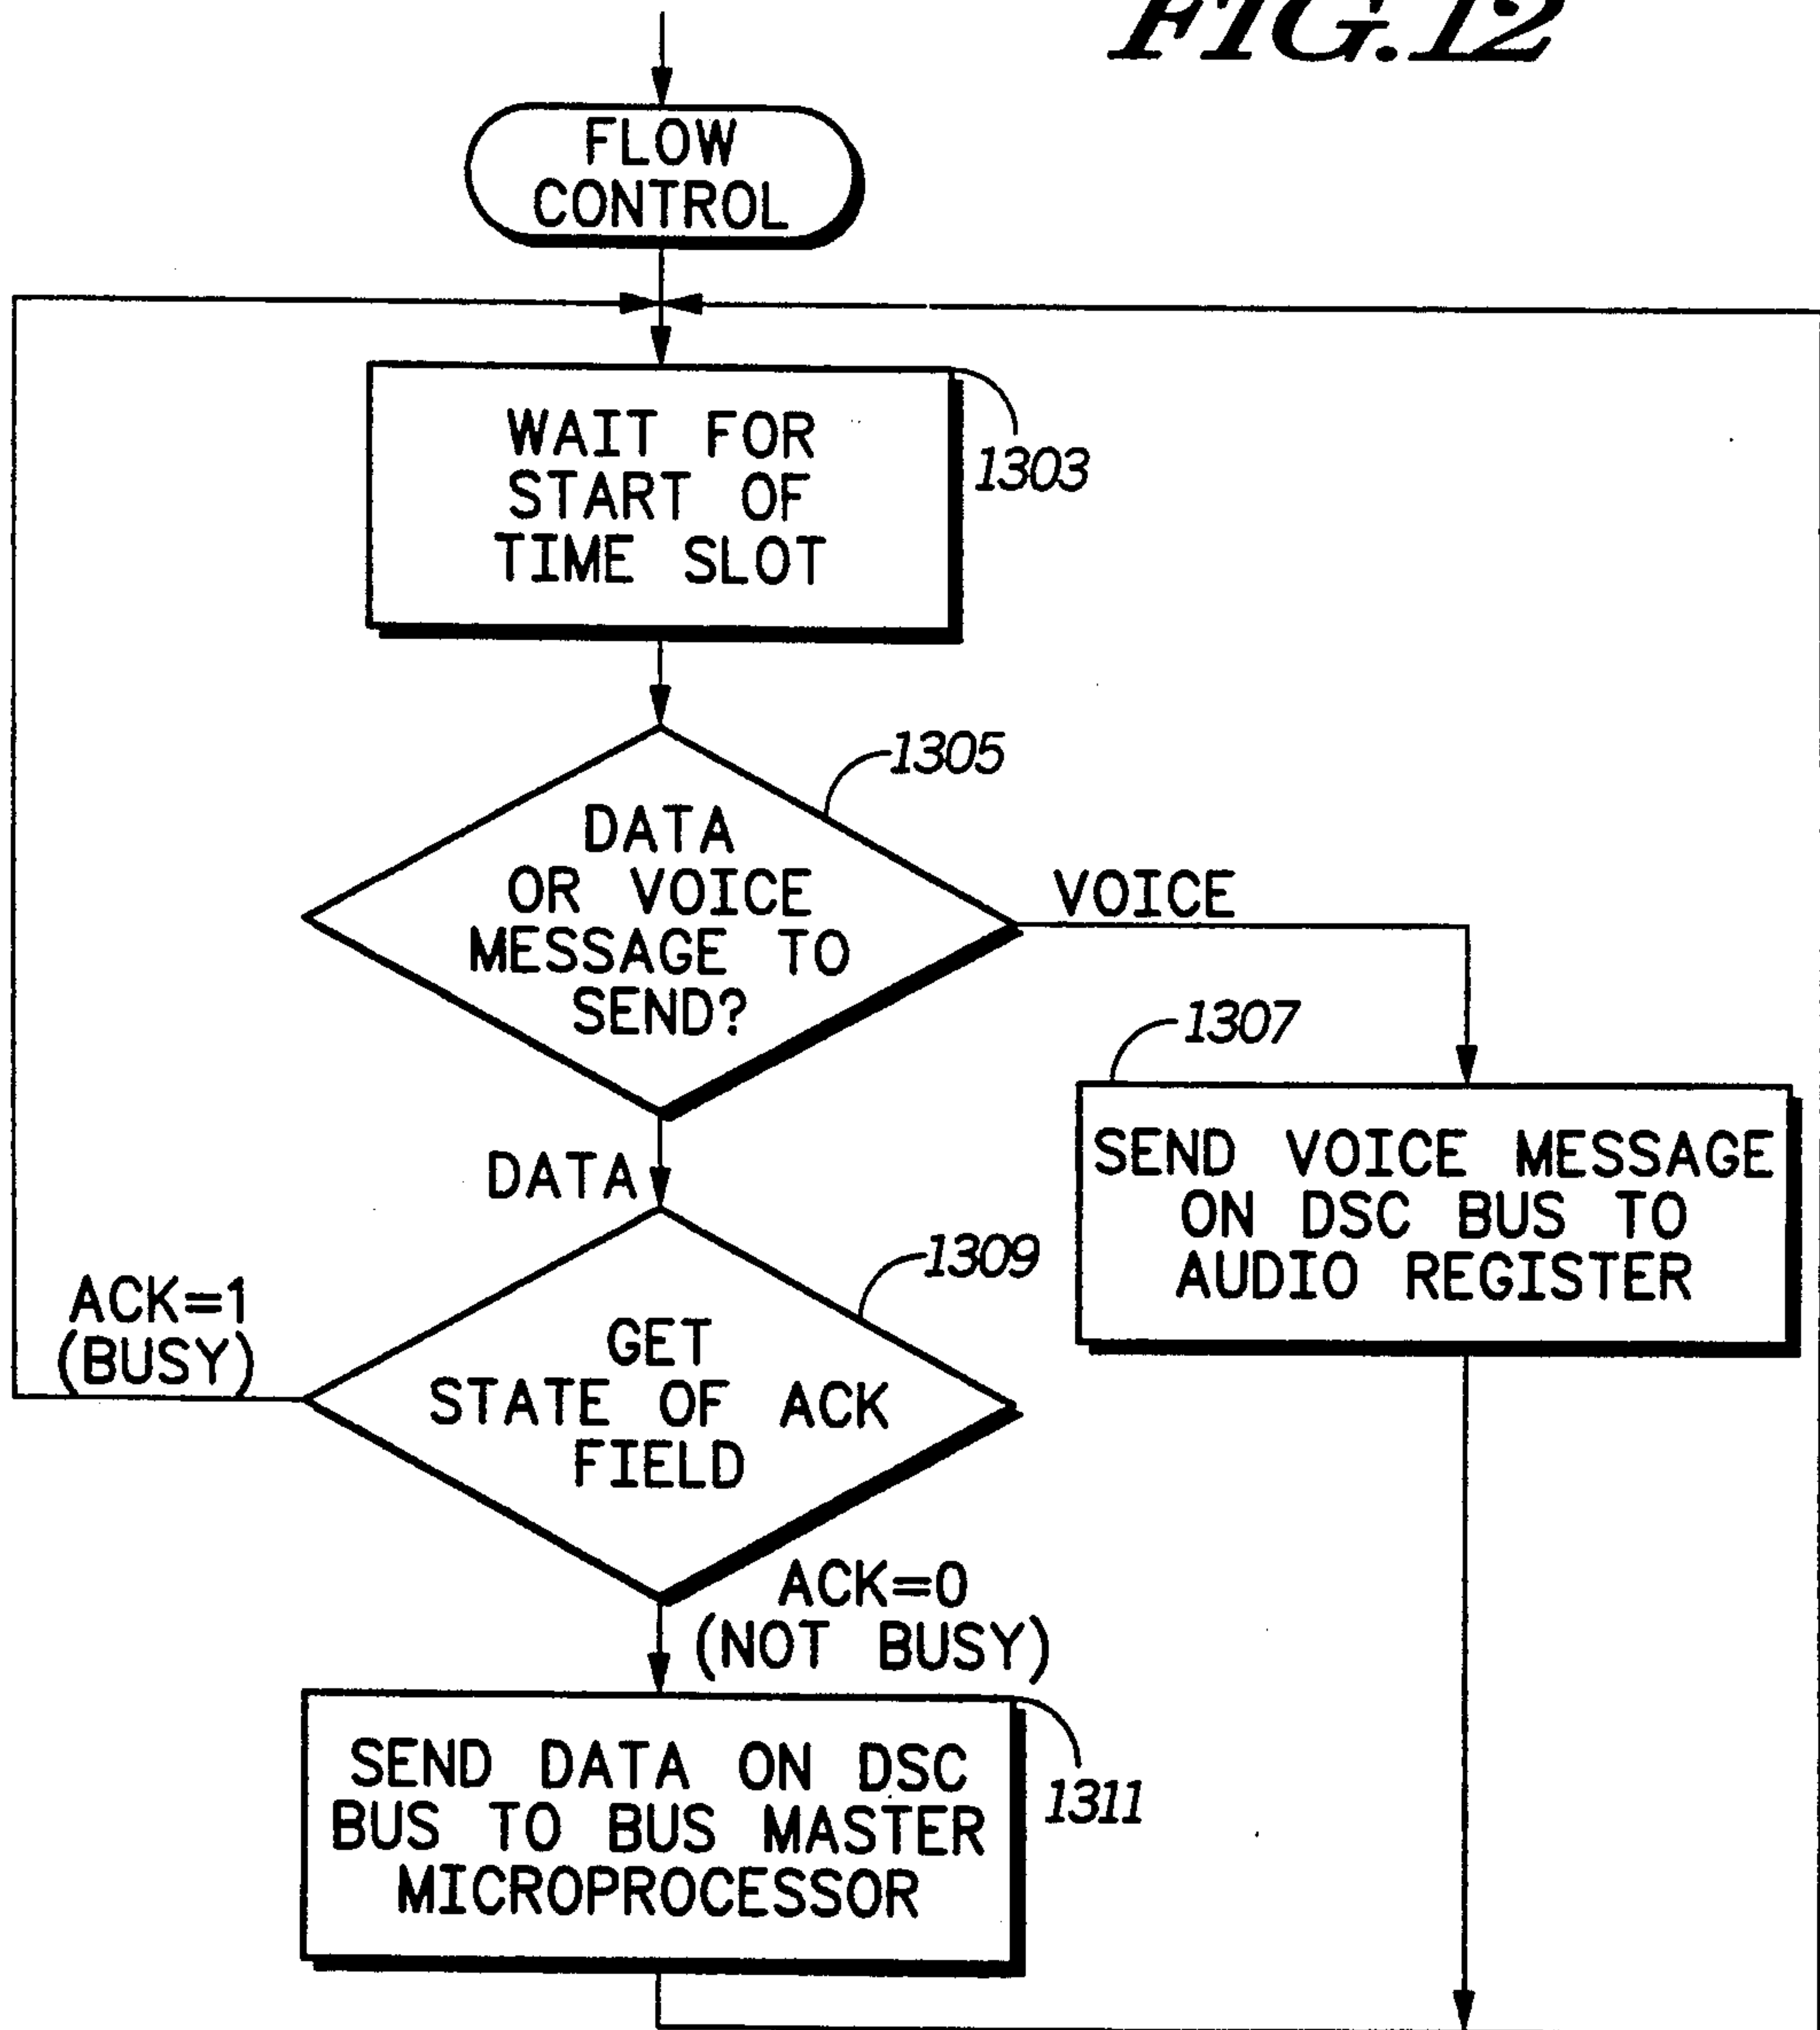 FIG.12
FLOW
CONTROL
WAIT FOR
START OF
TIME SLOT
1303
1305
DATA
OR VOICE
MESSAGE TO
SEND?
VOICE
1307
SEND VOICE MESSAGE
ON DSC BUS TO
AUDIO REGISTER
DATA
1309
GET
STATE OF ACK
FIELD
ACK=1
(BUSY)
ACK=0
(NOT BUSY)
SEND DATA ON DSC
BUS TO BUS MASTER
MICROPROCESSOR
1311